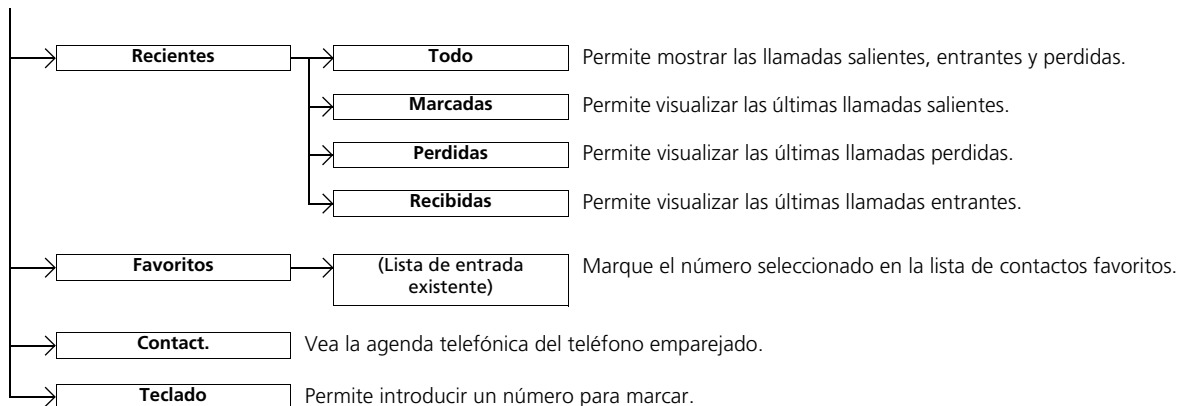 Recientes
Todo
Permite mostrar las llamadas salientes, entrantes y perdidas.
Marcadas
Permite visualizar las últimas llamadas salientes.
Perdidas
Permite visualizar las últimas llamadas perdidas.
Recibidas
Permite visualizar las últimas llamadas entrantes.
Favoritos
(Lista de entrada
existente)
Marque el número seleccionado en la lista de contactos favoritos.
Contact.
Vea la agenda telefónica del teléfono emparejado.
Teclado
Permite introducir un número para marcar.